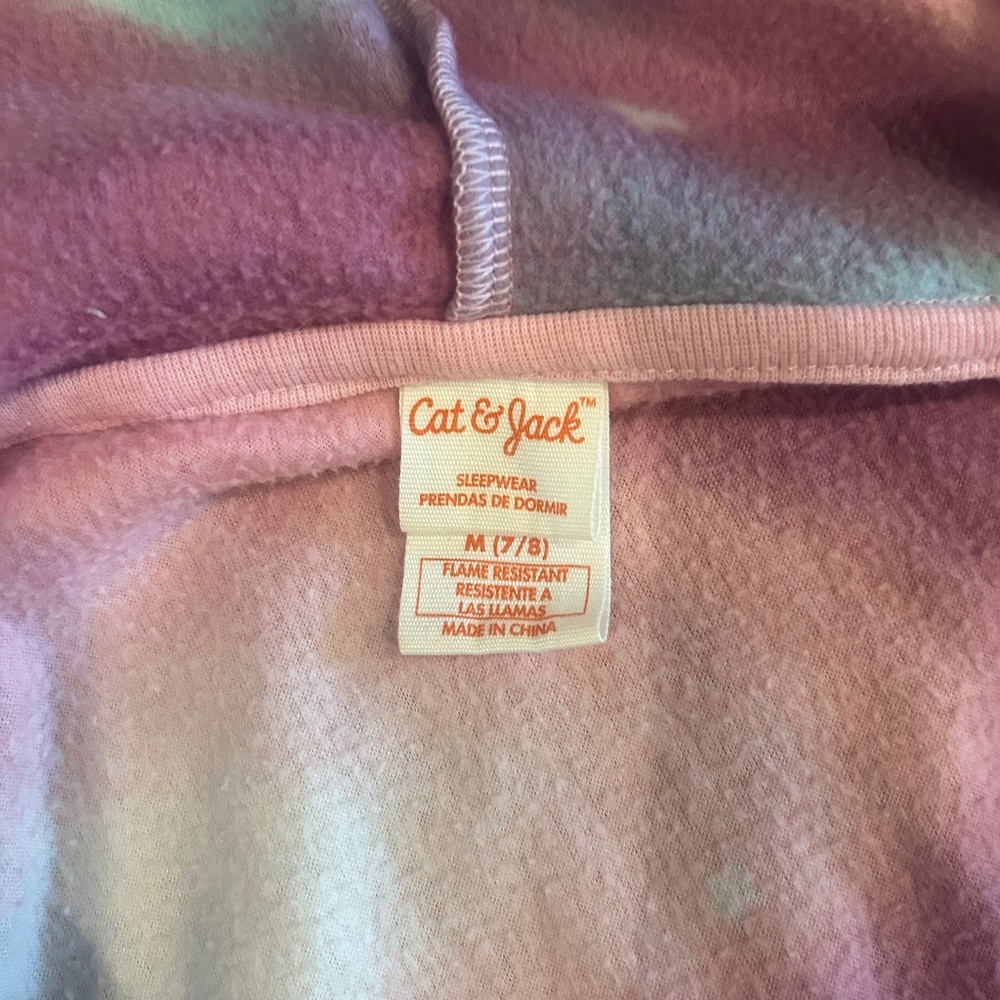 Cat & Jack™
SLEEPWEAR
PRENDAS DE DORMIR
M (7/8)
FLAME RESISTANT
RESISTENTE A
LAS LLAMAS
MADE IN CHINA